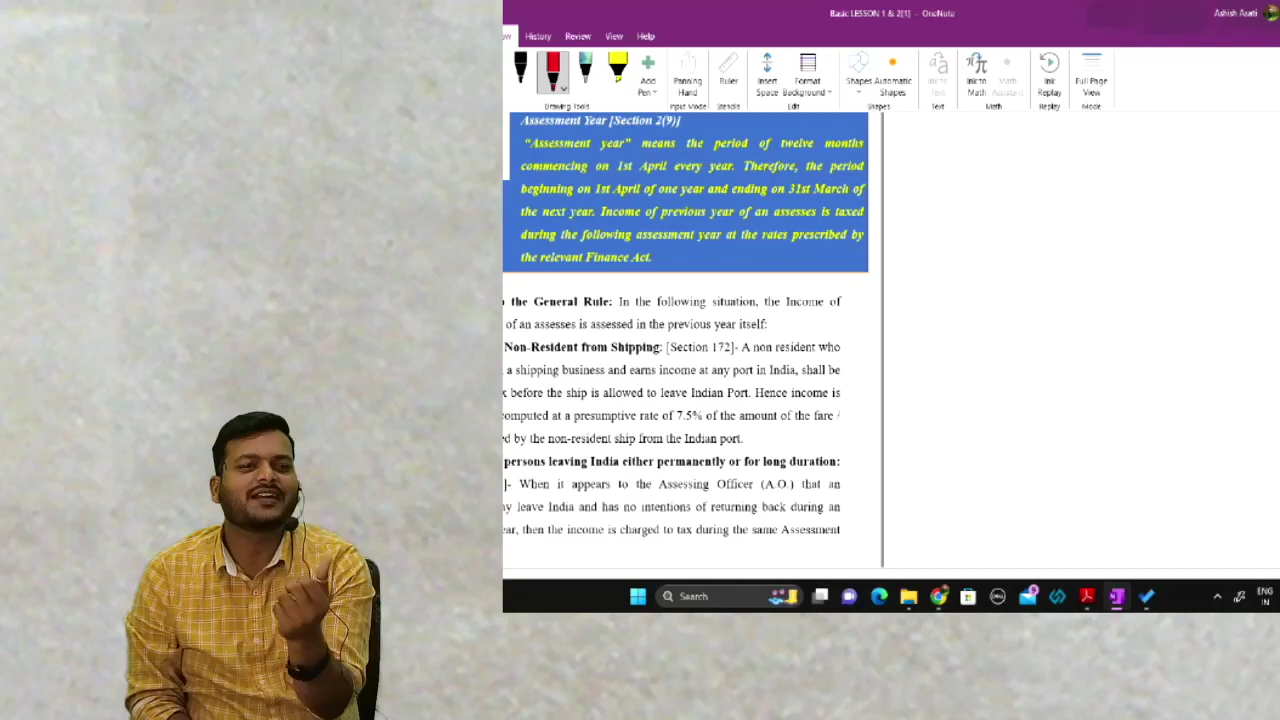 Basic LESSON 1 & 2[1] - OneNote
Ashish Asati
History Review View Help
Add Pen
Panning Hand
Ruler
Insert Space
Format Background
Shapes
Automatic Shapes
Ink to Text
Ink to Math
Math Assistant
Ink Replay
Full Page View
Drawing Tools
Input Mode
Stencils
Edit
Shapes
Text
Math
Replay
Mode
Assessment Year [Section 2(9)]
“Assessment year” means the period of twelve months
commencing on 1st April every year. Therefore, the period
beginning on 1st April of one year and ending on 31st March of
the next year. Income of previous year of an assesses is taxed
during the following assessment year at the rates prescribed by
the relevant Finance Act.
the General Rule: In the following situation, the Income of
of an assesses is assessed in the previous year itself:
Non-Resident from Shipping: [Section 172]- A non resident who
a shipping business and earns income at any port in India, shall be
before the ship is allowed to leave Indian Port. Hence income is
computed at a presumptive rate of 7.5% of the amount of the fare /
by the non-resident ship from the Indian port.
persons leaving India either permanently or for long duration:
]- When it appears to the Assessing Officer (A.O.) that an
leave India and has no intentions of returning back during an
then the income is charged to tax during the same Assessment
Search
ENG
IN